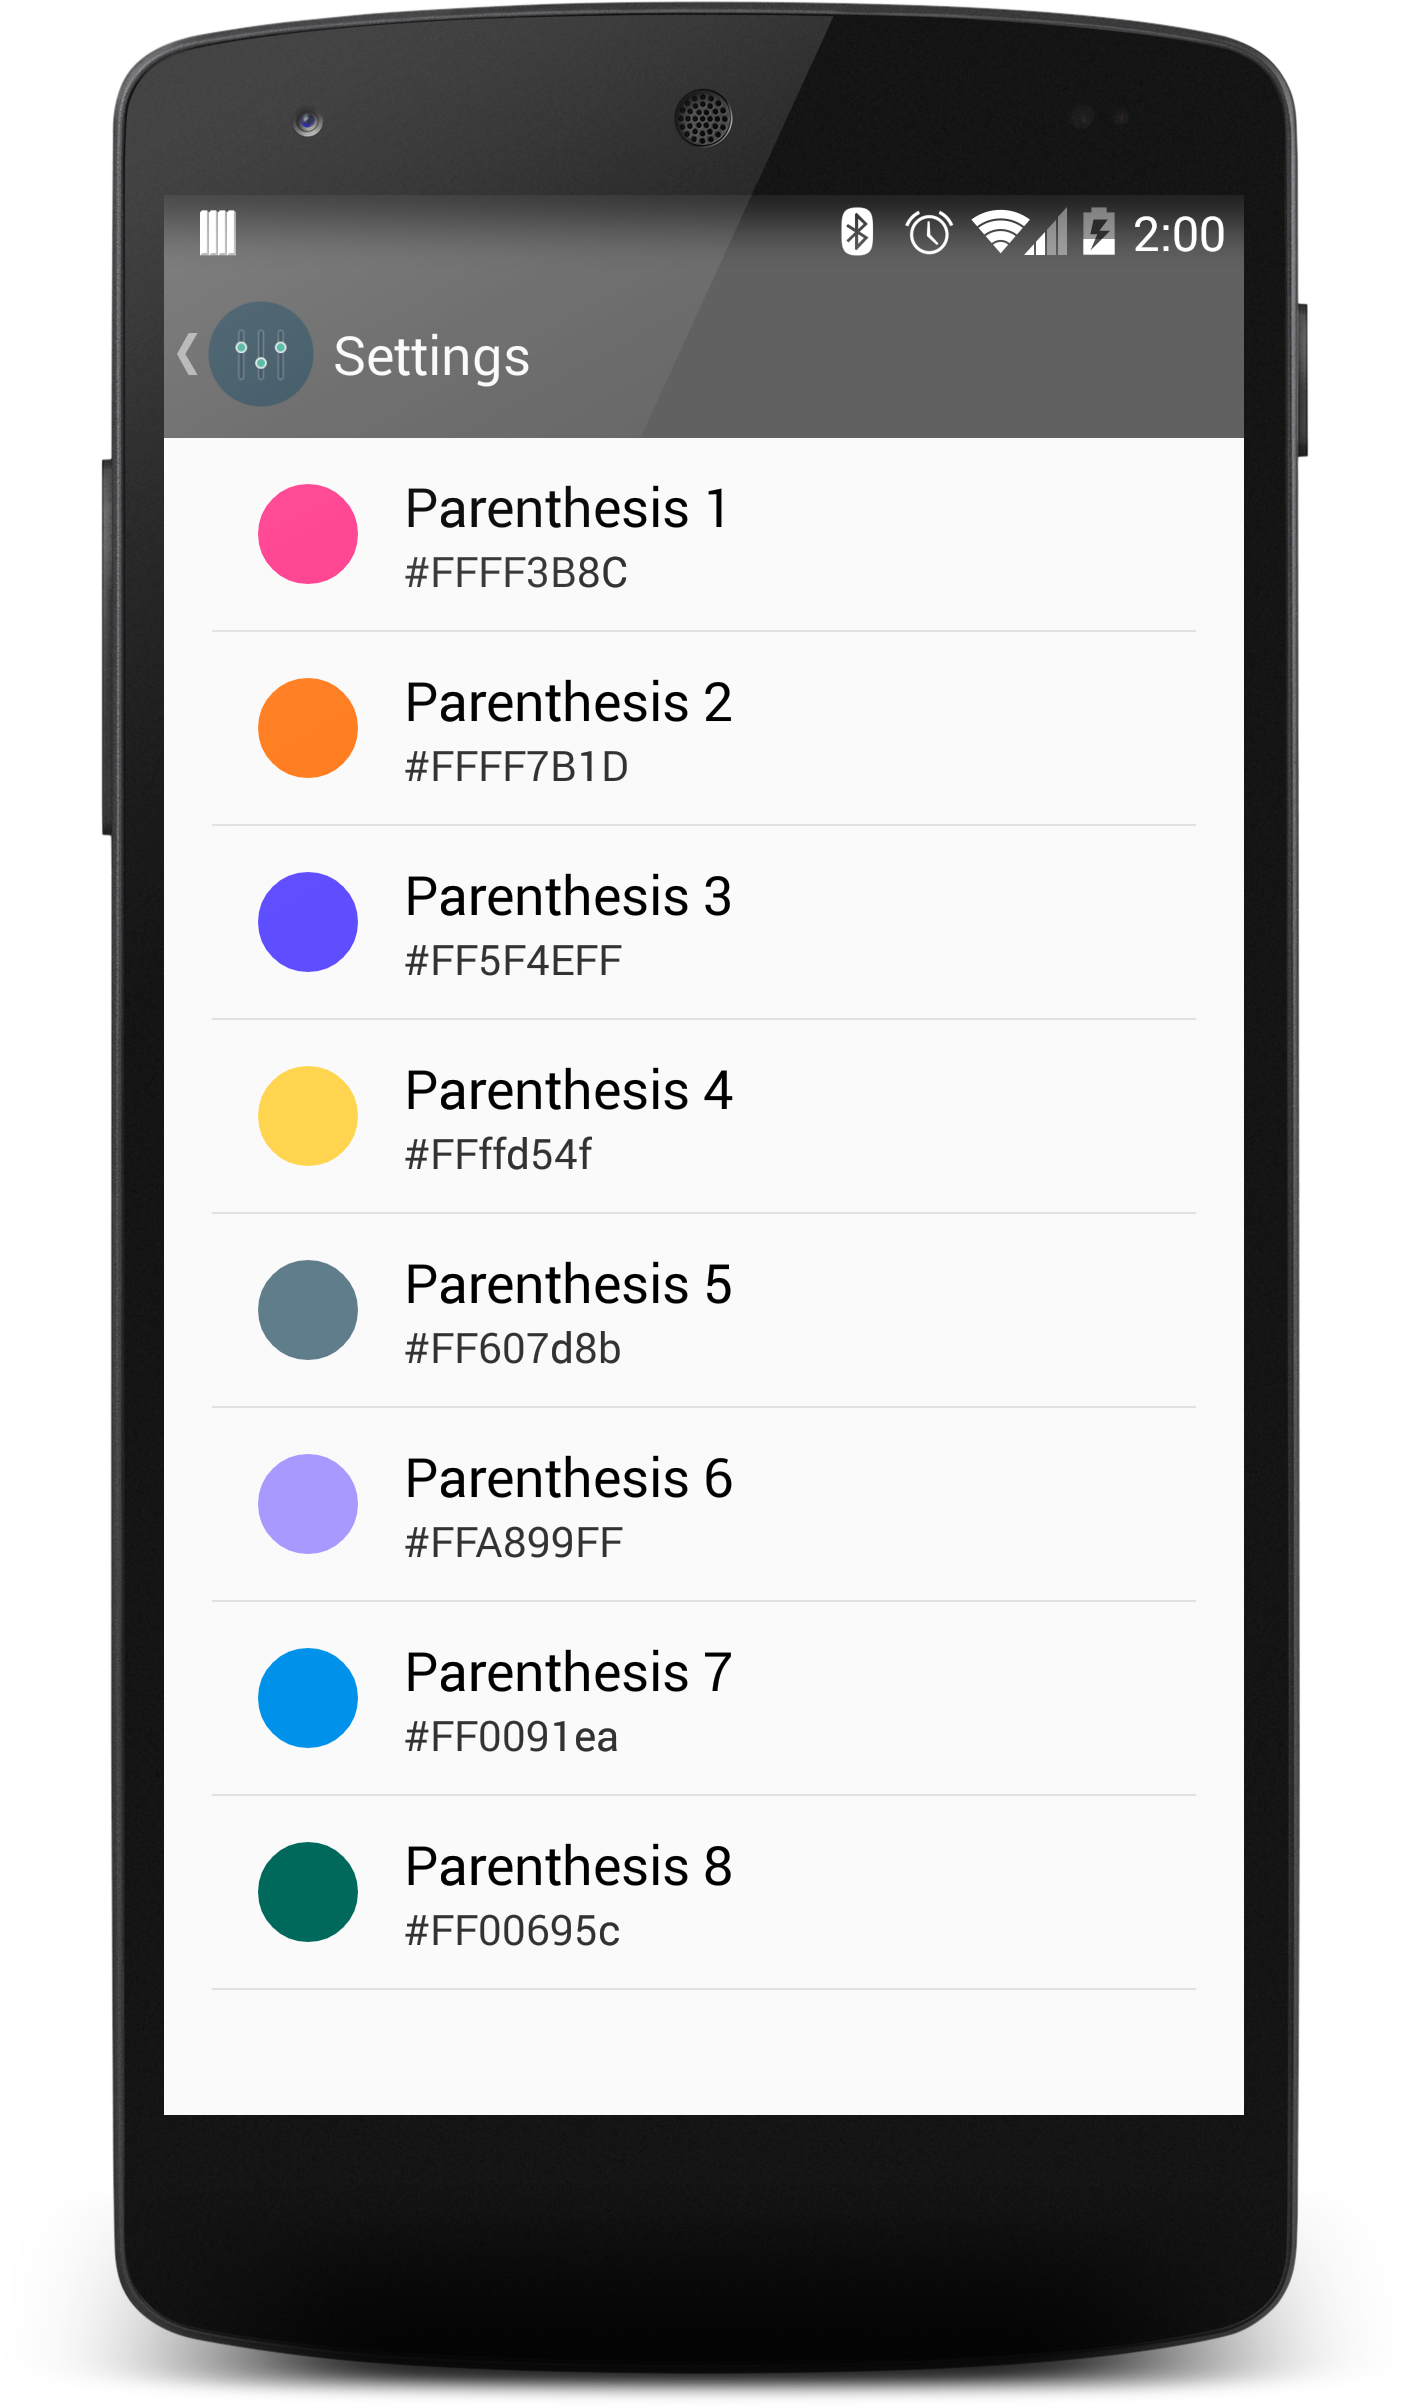 2:00
Settings
Parenthesis 1
#FFFF3B8C
Parenthesis 2
#FFFF7B1D
Parenthesis 3
#FF5F4EFF
Parenthesis 4
#FFffd54f
Parenthesis 5
#FF607d8b
Parenthesis 6
#FFA899FF
Parenthesis 7
#FF0091ea
Parenthesis 8
#FF00695c